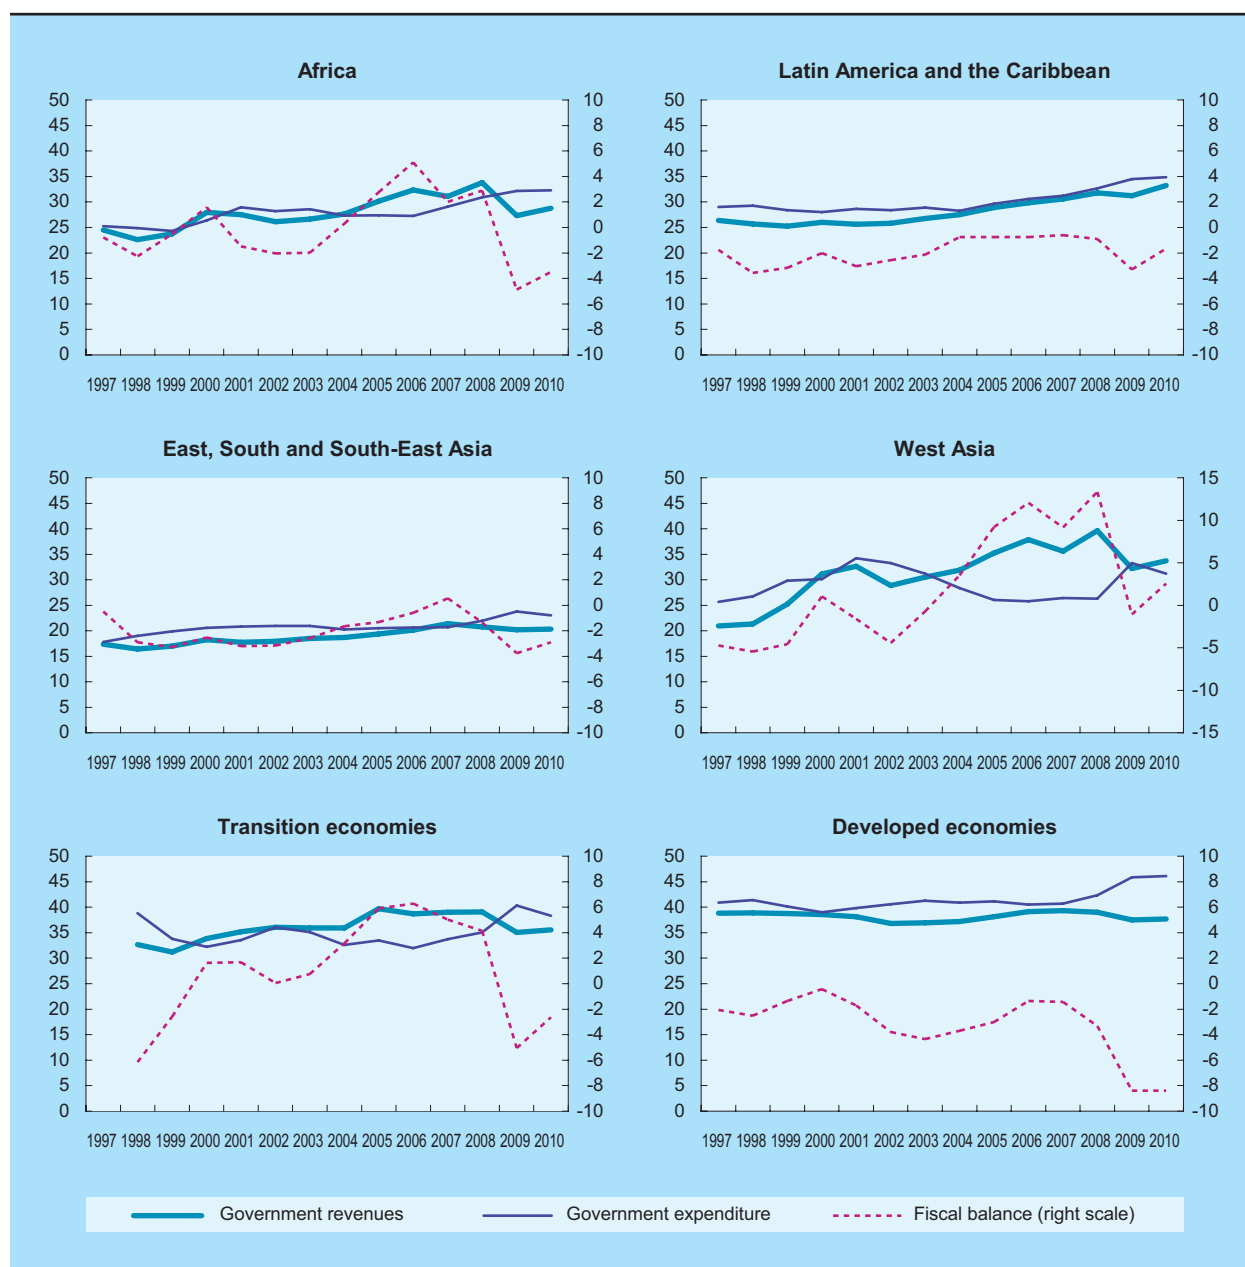 Africa
Latin America and the Caribbean
50 10 50 10
45 8 45 8
40 6 40 6
35 4 35 4
30 2 30 2
25 0 25 0
20 -2 20 -2
15 -4 15 -4
10 -6 10 -6
5 -8 5 -8
0 -10 0 -10
1997 1998 1999 2000 2001 2002 2003 2004 2005 2006 2007 2008 2009 2010
1997 1998 1999 2000 2001 2002 2003 2004 2005 2006 2007 2008 2009 2010
East, South and South-East Asia
West Asia
50 10 50 15
45 8 45
40 6 40 10
35 4 35
30 2 30 5
25 0 25 0
20 -2 20
15 -4 15 -5
10 -6 10 -10
5 -8 5
0 -10 0 -15
1997 1998 1999 2000 2001 2002 2003 2004 2005 2006 2007 2008 2009 2010
1997 1998 1999 2000 2001 2002 2003 2004 2005 2006 2007 2008 2009 2010
Transition economies
Developed economies
50 10 50 10
45 8 45 8
40 6 40 6
35 4 35 4
30 2 30 2
25 0 25 0
20 -2 20 -2
15 -4 15 -4
10 -6 10 -6
5 -8 5 -8
0 -10 0 -10
1997 1998 1999 2000 2001 2002 2003 2004 2005 2006 2007 2008 2009 2010
1997 1998 1999 2000 2001 2002 2003 2004 2005 2006 2007 2008 2009 2010
Government revenues
Government expenditure
Fiscal balance (right scale)